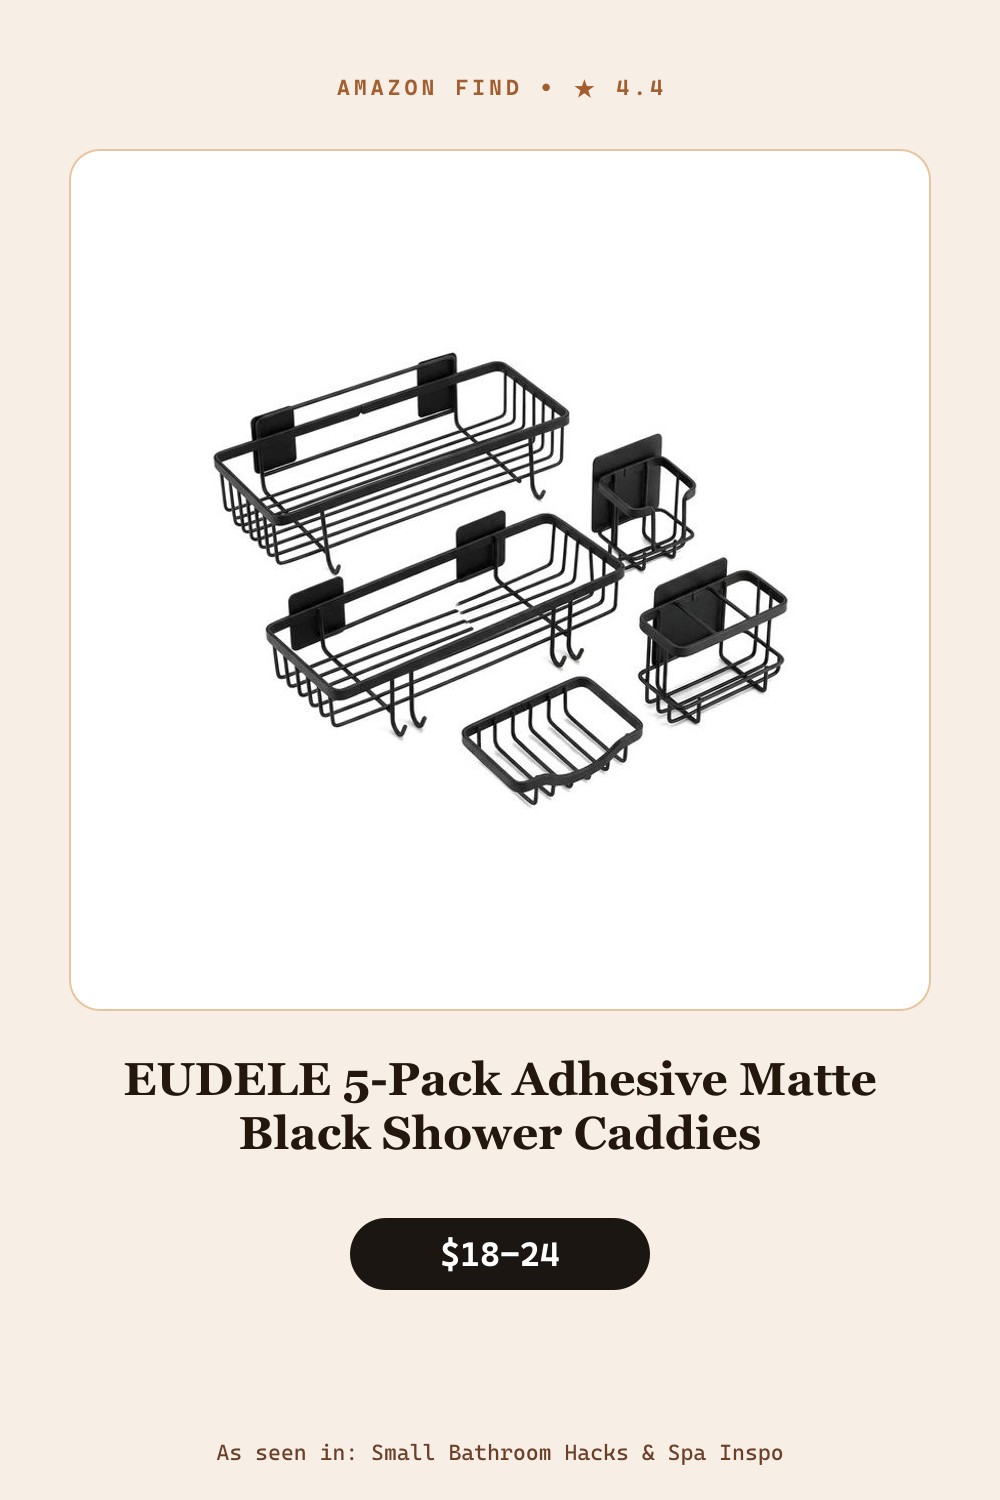 AMAZON FIND • ★ 4.4
EUDELE 5-Pack Adhesive Matte
Black Shower Caddies
$18–24
As seen in: Small Bathroom Hacks & Spa Inspo